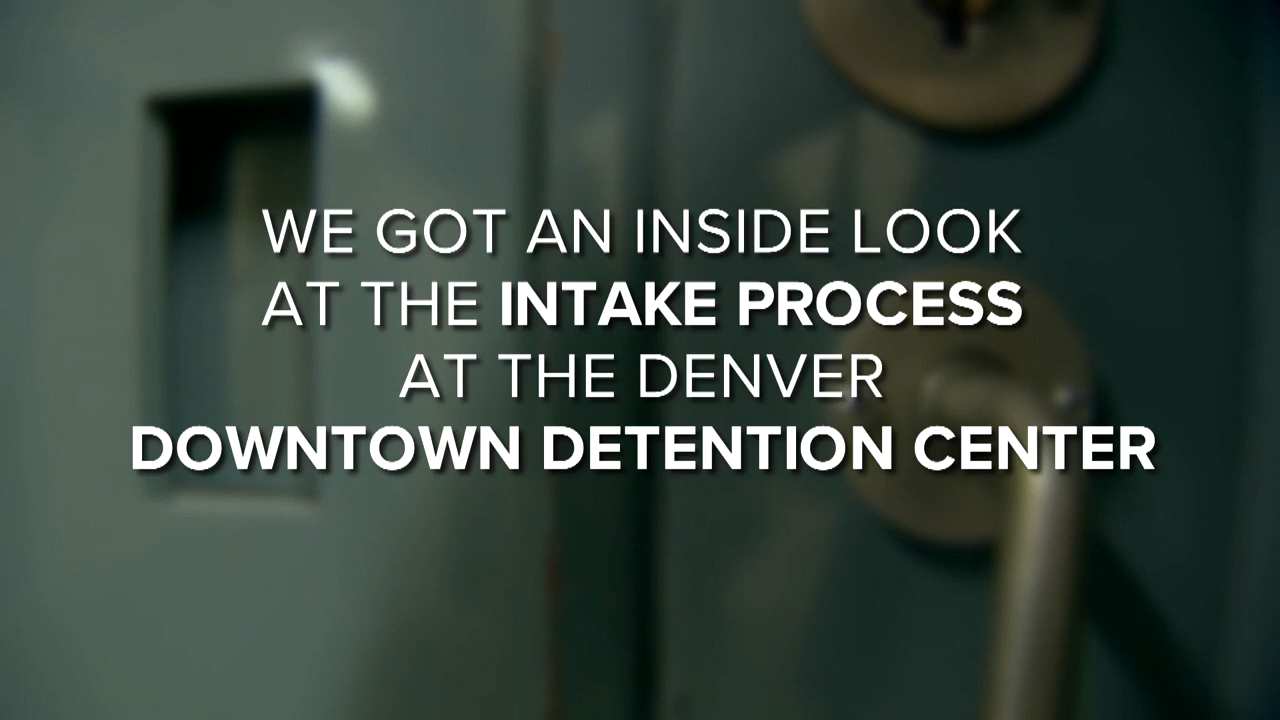 WE GOT AN INSIDE LOOK
AT THE INTAKE PROCESS
AT THE DENVER
DOWNTOWN DETENTION CENTER